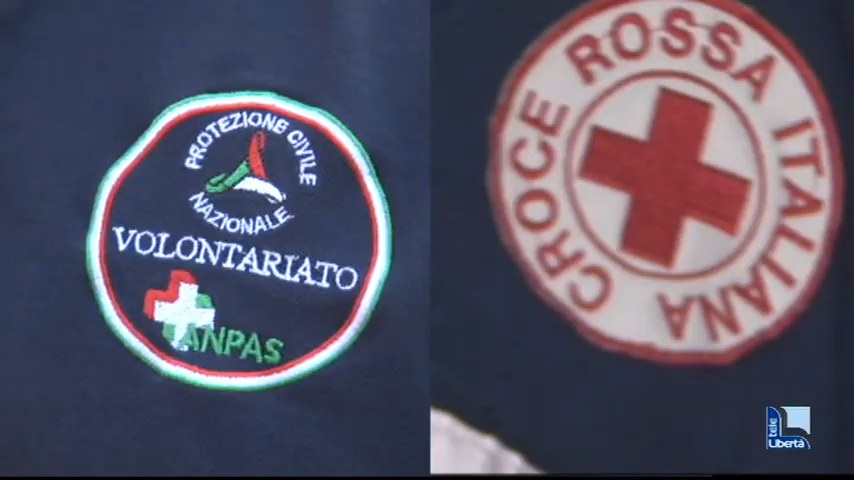 PROTEZIONE CIVILE
NAZIONALE
VOLONTARIATO
ANPAS
CROCE ROSSA ITALIANA
tele
Libertà